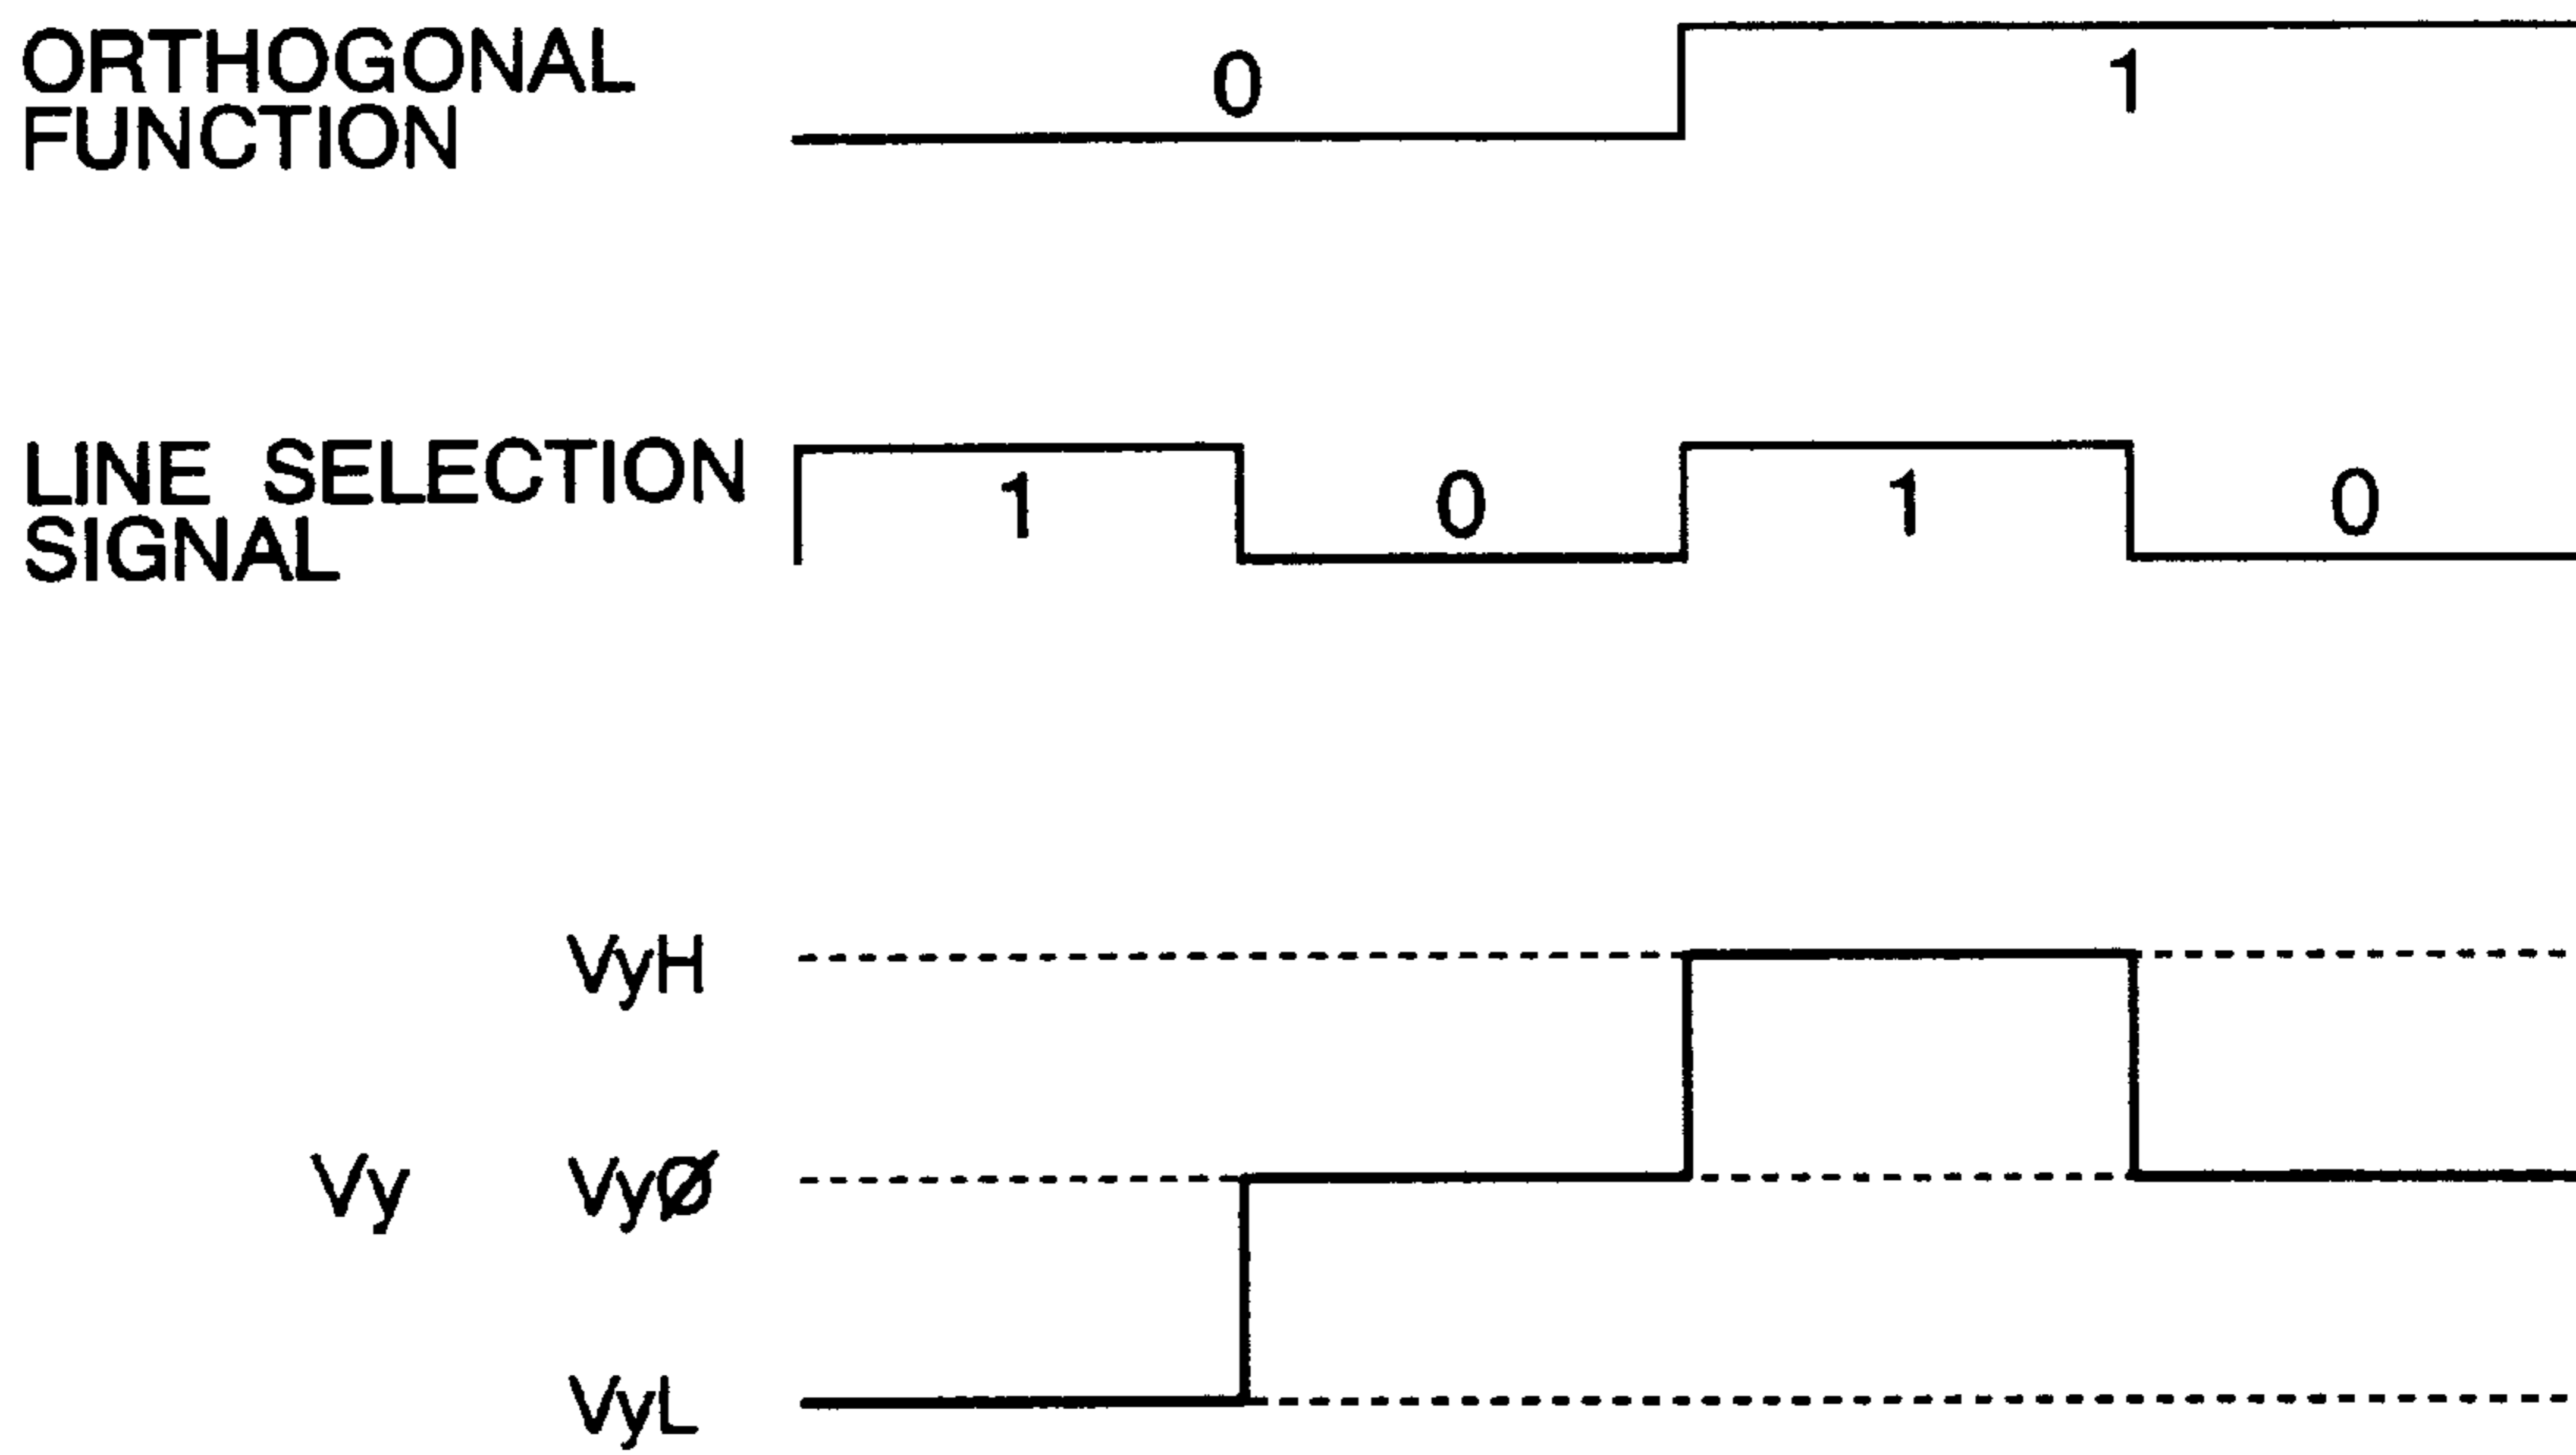 ORTHOGONAL
FUNCTION
0 1
LINE SELECTION
SIGNAL
1 0 1 0
VyH
Vy VyØ
VyL